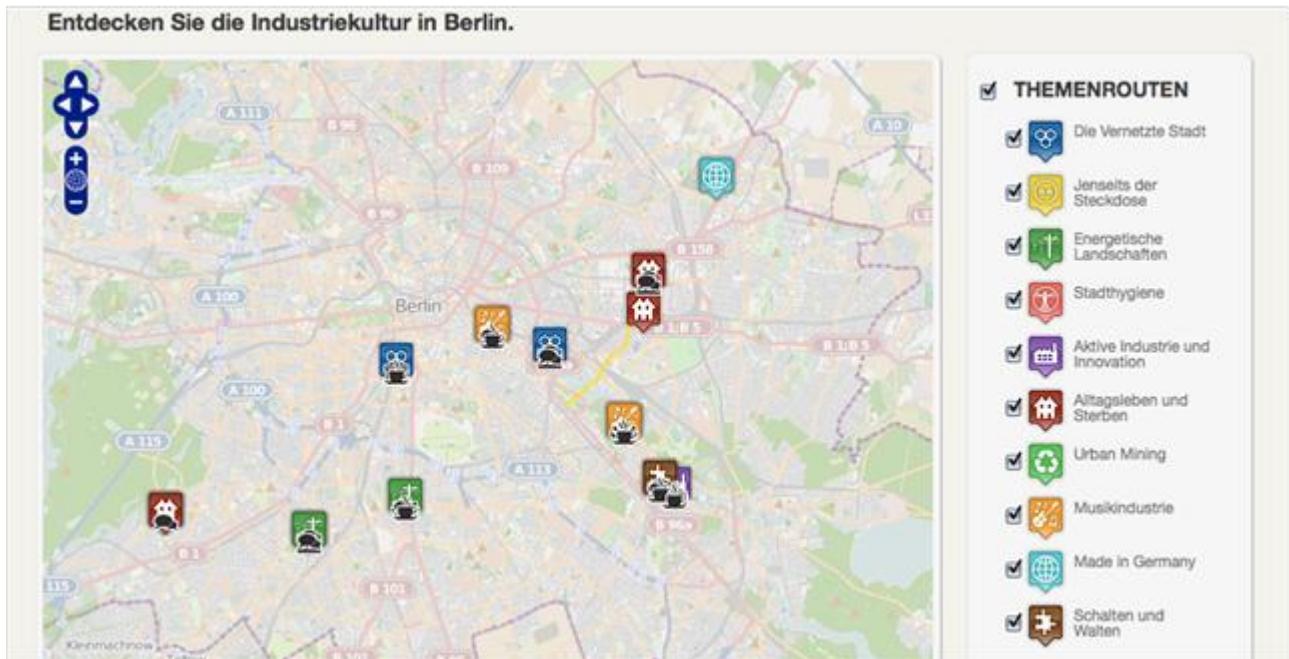 Entdecken Sie die Industriekultur in Berlin.
A 111
B 96
A 10
B 109
B 96
B 158
A 100
Berlin
B 1;B 5
B 1;B 5
A 100
B 1
A 115
A 113
B 96a
B 1
115
B 101
Kleinmachnow
THEMENROUTEN
Die Vernetzte Stadt
Jenseits der
Steckdose
Energetische
Landschaften
Stadthygiene
Aktive Industrie und
Innovation
Alltagsleben und
Sterben
Urban Mining
Musikindustrie
Made in Germany
Schalten und
Walten